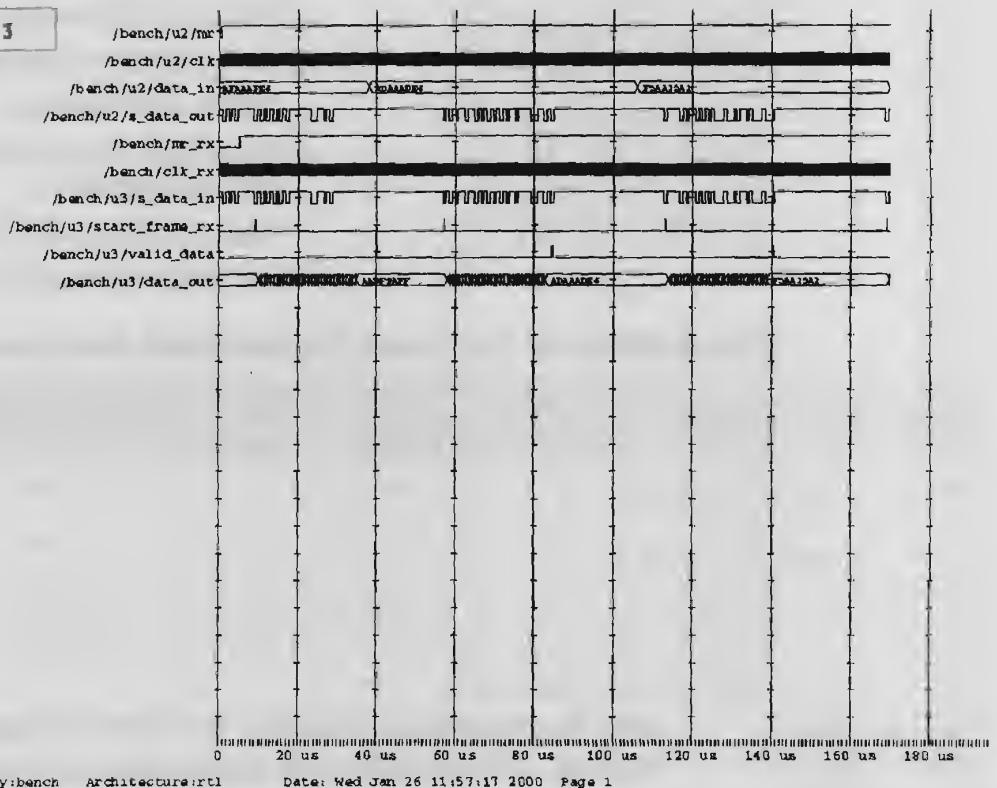 3
/bench/u2/mr
/bench/u2/clk
/bench/u2/data_in
/bench/u2/s_data_out
/bench/mr_rx
/bench/clk_rx
/bench/u3/s_data_in
/bench/u3/start_frame_rx
/bench/u3/valid_data
/bench/u3/data_out
0 20 us 40 us 60 us 80 us 100 us 120 us 140 us 160 us 180 us
y:bench Architecture:rtl Date: Wed Jan 26 11:57:17 2000 Page 1